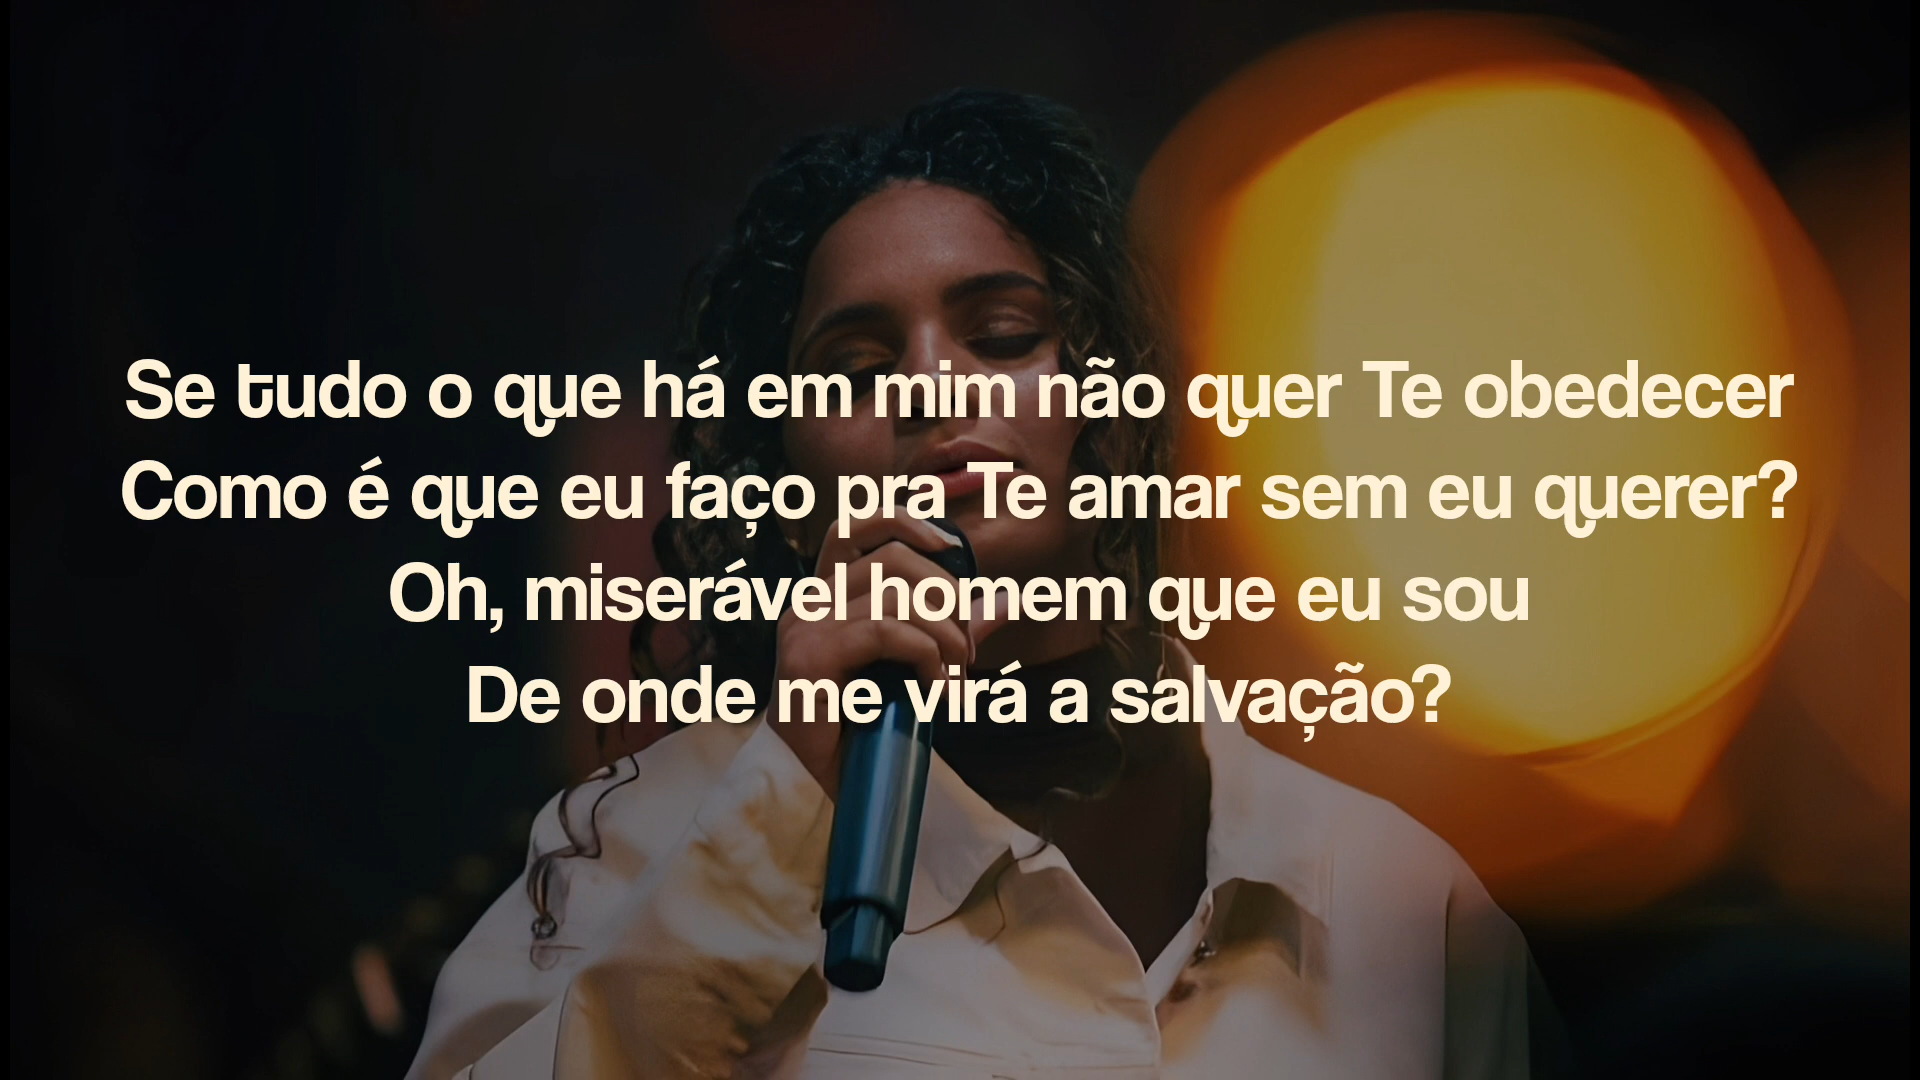 Se tudo o que há em mim não quer Te obedecer
Como é que eu faço pra Te amar sem eu querer?
Oh, miserável homem que eu sou
De onde me virá a salvação?